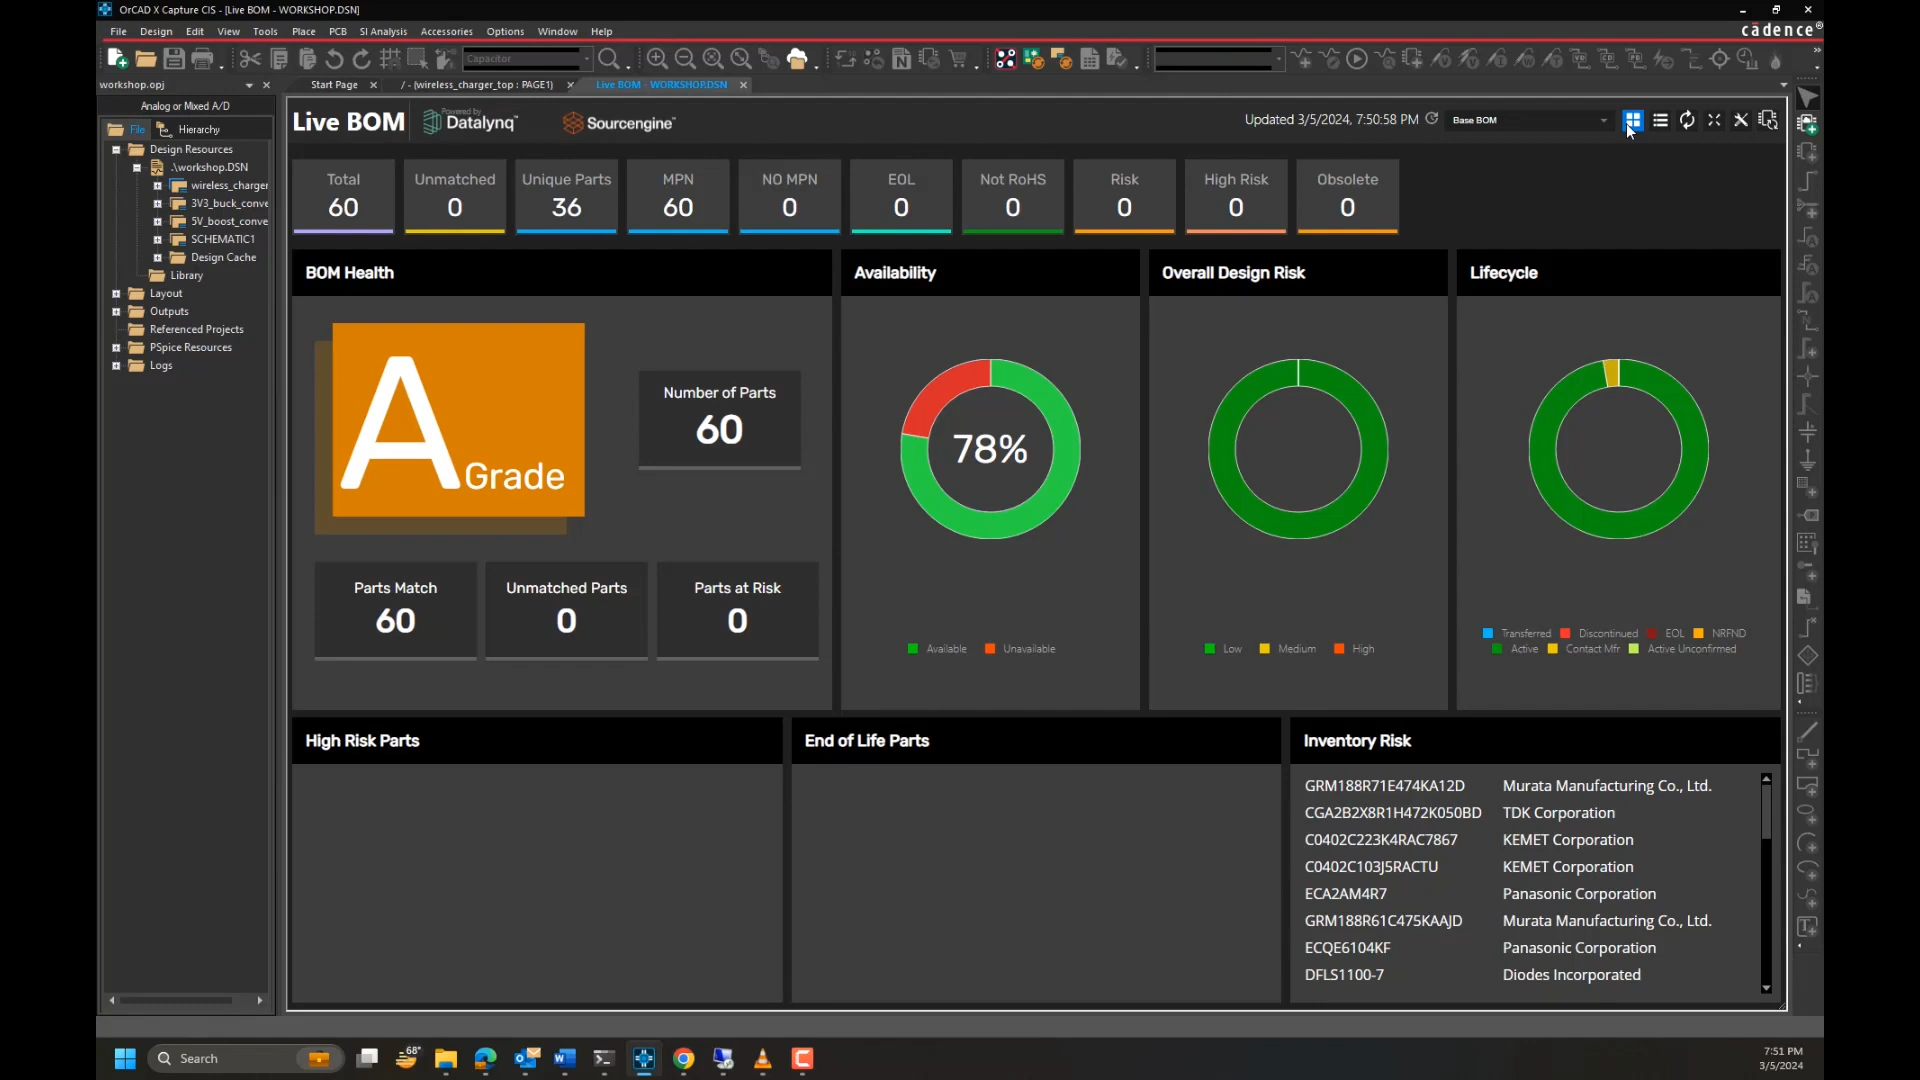 OrCAD X Capture CIS - [Live BOM - WORKSHOP.DSN]
File Design Edit View Tools Place PCB SI Analysis Accessories Options Window Help
cādence®
Capacitor
workshop.opj
Start Page
/ - (wireless_charger_top : PAGE1)
Live BOM - WORKSHOP.DSN
Analog or Mixed A/D
File Hierarchy
Design Resources
.\workshop.DSN
wireless_charger
3V3_buck_conve
5V_boost_conve
SCHEMATIC1
Design Cache
Library
Layout
Outputs
Referenced Projects
PSpice Resources
Logs
Live BOM
Powered by
Datalynq
Sourcengine
Updated 3/5/2024, 7:50:58 PM
Base BOM
Total Unmatched Unique Parts MPN NO MPN EOL Not RoHS Risk High Risk Obsolete
60 0 36 60 0 0 0 0 0 0
BOM Health
A Grade
Number of Parts
60
Parts Match Unmatched Parts Parts at Risk
60 0 0
Availability
78%
Available Unavailable
Overall Design Risk
Low Medium High
Lifecycle
Transferred Discontinued EOL NRFND
Active Contact Mfr Active Unconfirmed
High Risk Parts
End of Life Parts
Inventory Risk
GRM188R71E474KA12D Murata Manufacturing Co., Ltd.
CGA2B2X8R1H472K050BD TDK Corporation
C0402C223K4RAC7867 KEMET Corporation
C0402C103J5RACTU KEMET Corporation
ECA2AM4R7 Panasonic Corporation
GRM188R61C475KAAJD Murata Manufacturing Co., Ltd.
ECQE6104KF Panasonic Corporation
DFLS1100-7 Diodes Incorporated
Search
68°
7:51 PM
3/5/2024